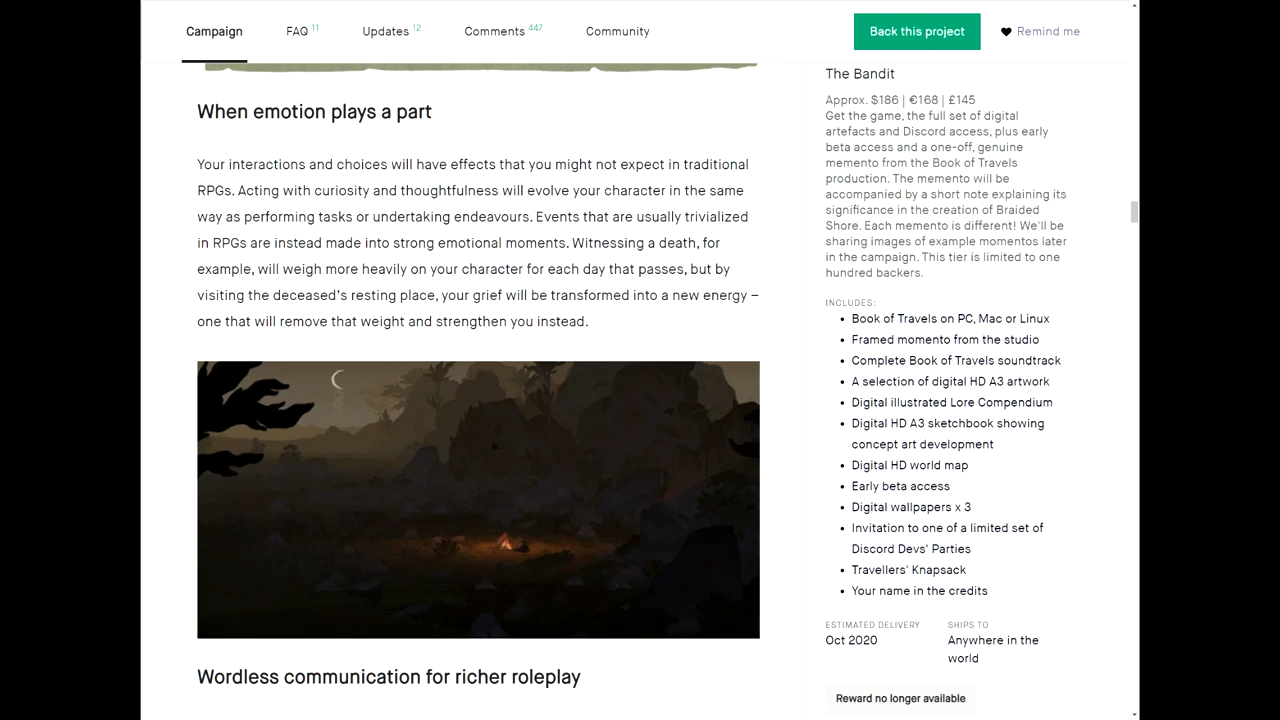 Campaign
FAQ 11
Updates 12
Comments 447
Community
Back this project
Remind me
When emotion plays a part
Your interactions and choices will have effects that you might not expect in traditional
RPGs. Acting with curiosity and thoughtfulness will evolve your character in the same
way as performing tasks or undertaking endeavours. Events that are usually trivialized
in RPGs are instead made into strong emotional moments. Witnessing a death, for
example, will weigh more heavily on your character for each day that passes, but by
visiting the deceased's resting place, your grief will be transformed into a new energy –
one that will remove that weight and strengthen you instead.
Wordless communication for richer roleplay
The Bandit
Approx. $186 | €168 | £145
Get the game, the full set of digital
artefacts and Discord access, plus early
beta access and a one-off, genuine
memento from the Book of Travels
production. The memento will be
accompanied by a short note explaining its
significance in the creation of Braided
Shore. Each memento is different! We'll be
sharing images of example momentos later
in the campaign. This tier is limited to one
hundred backers.
INCLUDES:
• Book of Travels on PC, Mac or Linux
• Framed momento from the studio
• Complete Book of Travels soundtrack
• A selection of digital HD A3 artwork
• Digital illustrated Lore Compendium
• Digital HD A3 sketchbook showing
concept art development
• Digital HD world map
• Early beta access
• Digital wallpapers x 3
• Invitation to one of a limited set of
Discord Devs' Parties
• Travellers' Knapsack
• Your name in the credits
ESTIMATED DELIVERY
Oct 2020
SHIPS TO
Anywhere in the
world
Reward no longer available